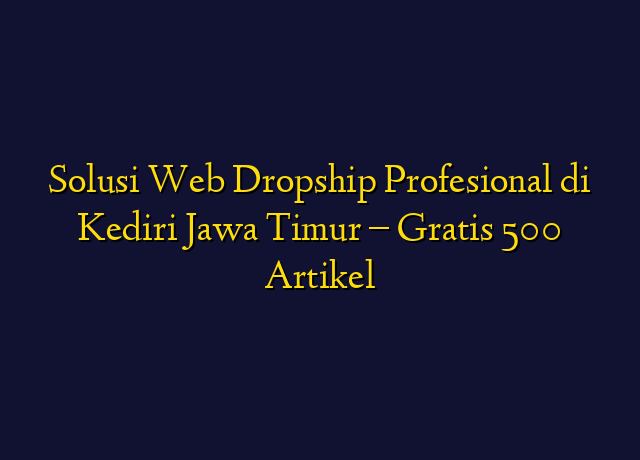 Solusi Web Dropship Profesional di
Kediri Jawa Timur – Gratis 500
Artikel